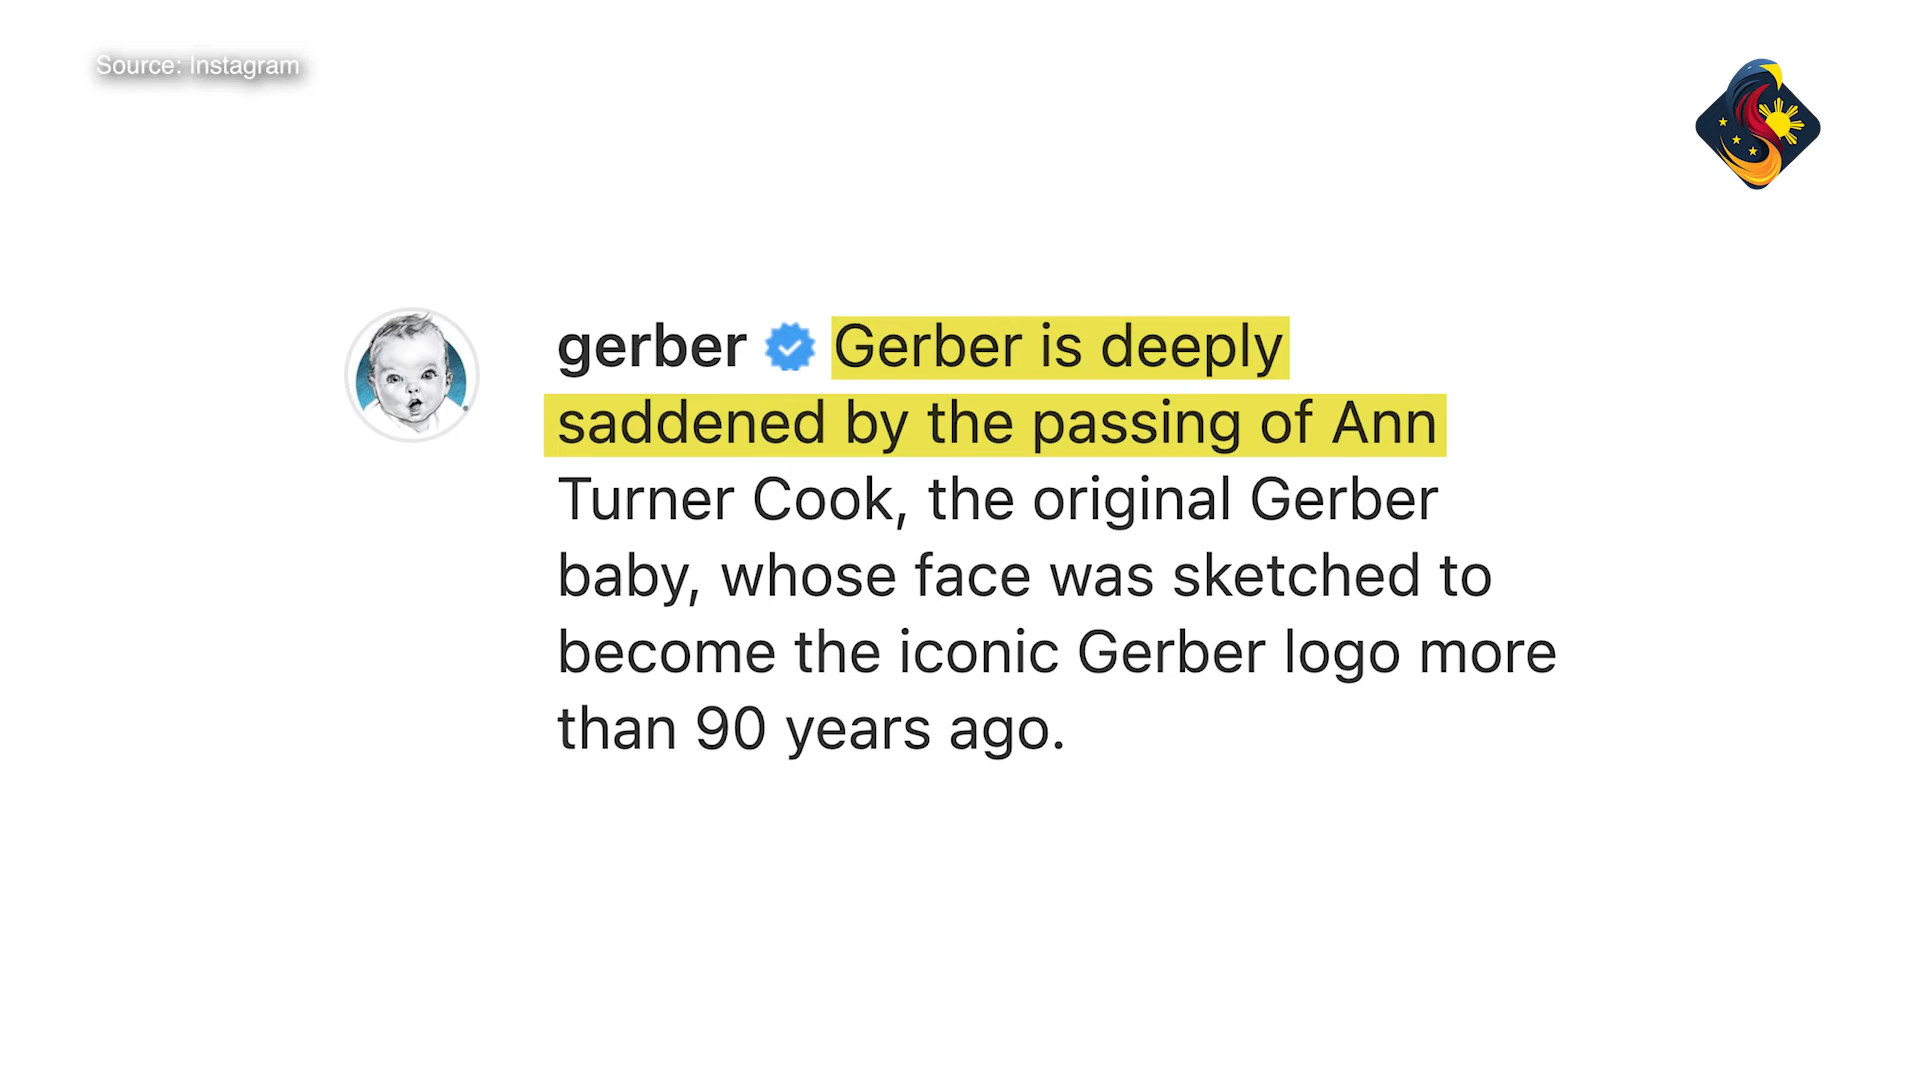 Source: Instagram
gerber Gerber is deeply
saddened by the passing of Ann
Turner Cook, the original Gerber
baby, whose face was sketched to
become the iconic Gerber logo more
than 90 years ago.